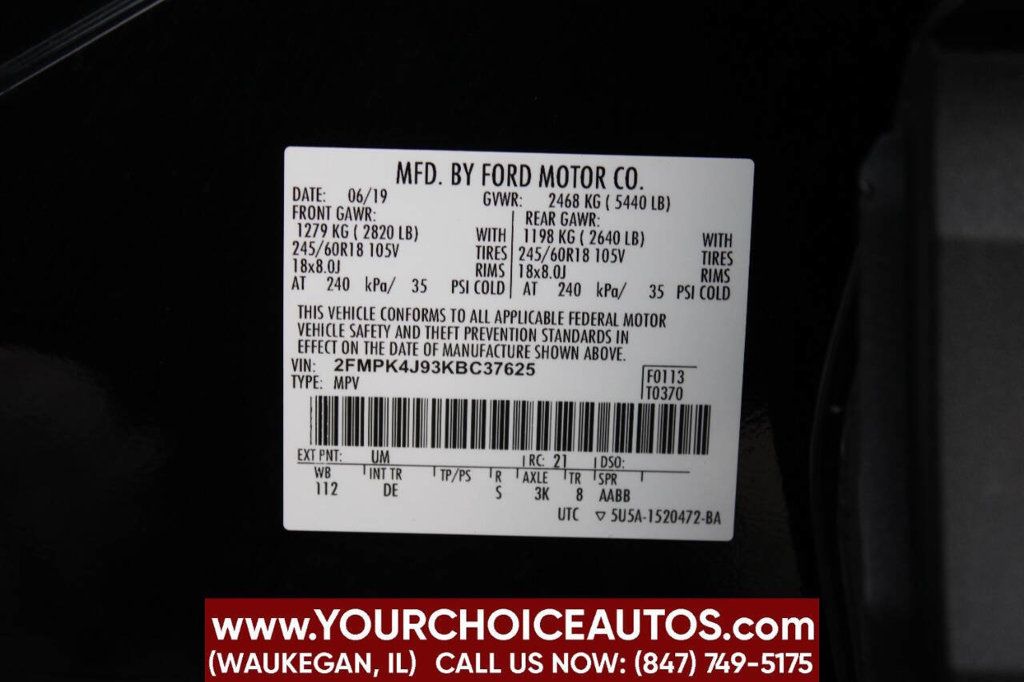 MFD. BY FORD MOTOR CO.
DATE: 06/19 GVWR: 2468 KG ( 5440 LB)
FRONT GAWR: REAR GAWR:
1279 KG ( 2820 LB) WITH 1198 KG ( 2640 LB) WITH
245/60R18 105V TIRES 245/60R18 105V TIRES
18x8.0J RIMS 18x8.0J RIMS
AT 240 kPa/ 35 PSI COLD AT 240 kPa/ 35 PSI COLD
THIS VEHICLE CONFORMS TO ALL APPLICABLE FEDERAL MOTOR
VEHICLE SAFETY AND THEFT PREVENTION STANDARDS IN
EFFECT ON THE DATE OF MANUFACTURE SHOWN ABOVE.
VIN: 2FMPK4J93KBC37625
TYPE: MPV
F0113
T0370
EXT PNT: UM RC: 21 DSO:
WB INT TR TP/PS R AXLE TR SPR
112 DE S 3K 8 AABB
UTC ▽ 5U5A-1520472-BA
www.YOURCHOICEAUTOS.com
(WAUKEGAN, IL) CALL US NOW: (847) 749-5175